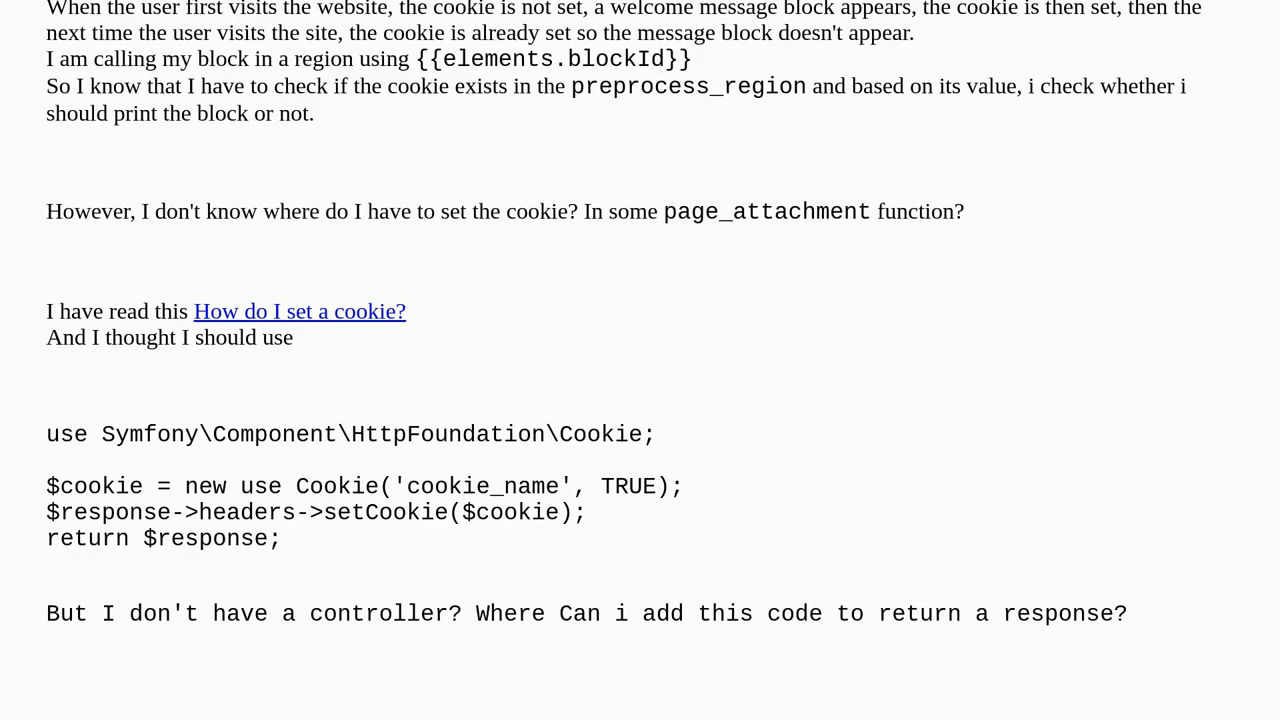 When the user first visits the website, the cookie is not set, a welcome message block appears, the cookie is then set, then the
next time the user visits the site, the cookie is already set so the message block doesn't appear.
I am calling my block in a region using {{elements.blockId}}
So I know that I have to check if the cookie exists in the preprocess_region and based on its value, i check whether i
should print the block or not.
However, I don't know where do I have to set the cookie? In some page_attachment function?
I have read this How do I set a cookie?
And I thought I should use
use Symfony\Component\HttpFoundation\Cookie;
$cookie = new use Cookie('cookie_name', TRUE);
$response->headers->setCookie($cookie);
return $response;
But I don't have a controller? Where Can i add this code to return a response?